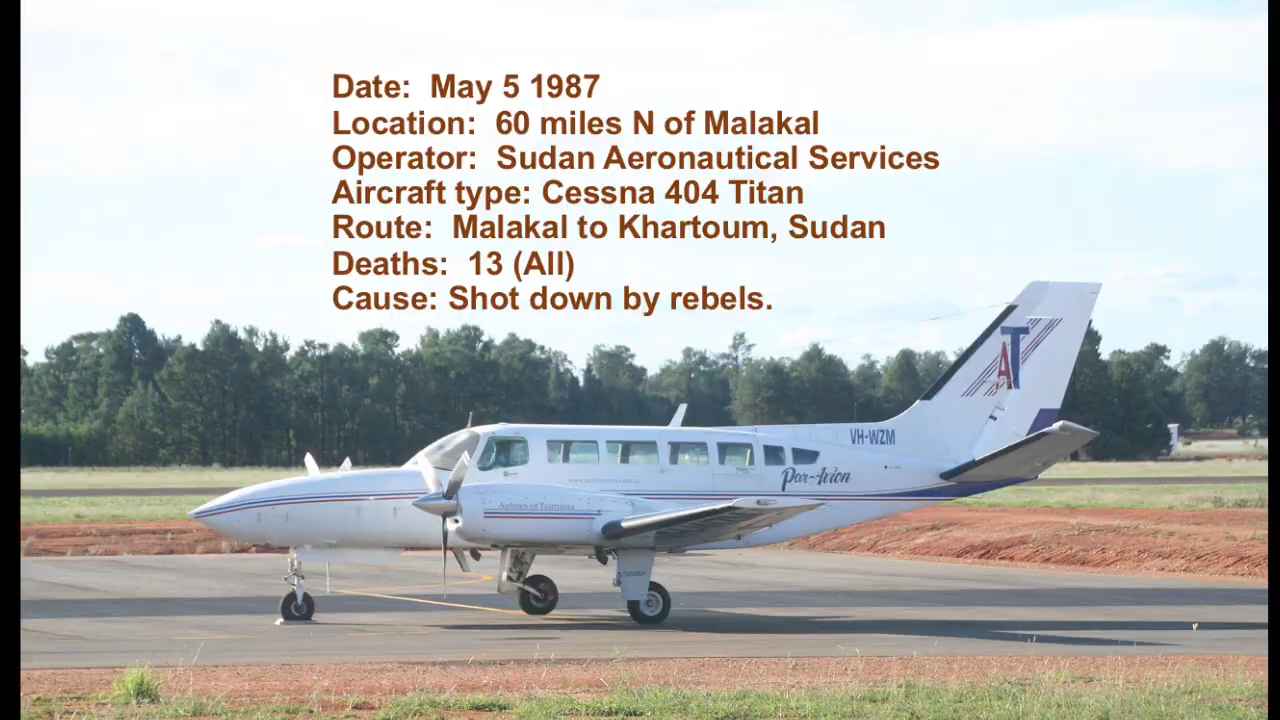 Date:  May 5 1987
Location:  60 miles N of Malakal
Operator:  Sudan Aeronautical Services
Aircraft type: Cessna 404 Titan
Route:  Malakal to Khartoum, Sudan
Deaths:  13 (All)
Cause: Shot down by rebels.
AT
VH-WZM
Par-Avion
Airlines of Tasmania